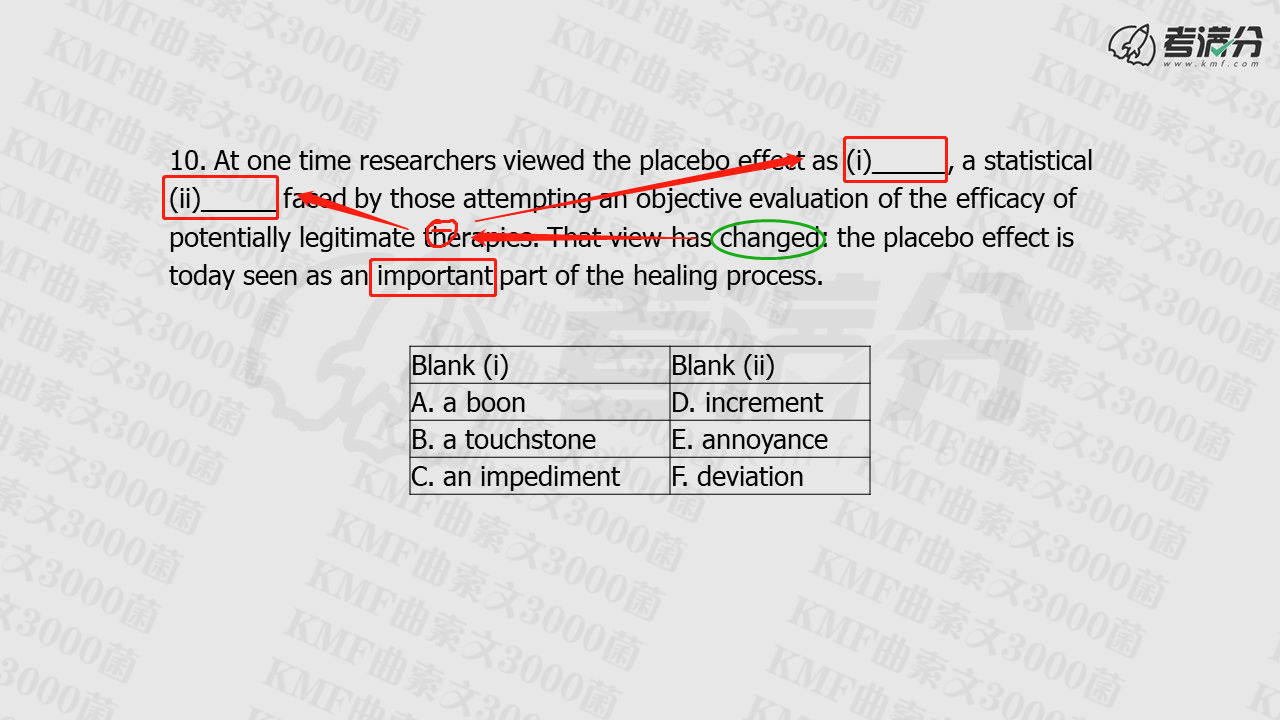 考满分
www.kmf.com
10. At one time researchers viewed the placebo effect as (i)_____, a statistical
(ii)_____ faced by those attempting an objective evaluation of the efficacy of
potentially legitimate therapies. That view has changed: the placebo effect is
today seen as an important part of the healing process.
Blank (i) Blank (ii)
A. a boon D. increment
B. a touchstone E. annoyance
C. an impediment F. deviation
KMF曲索文3000菌